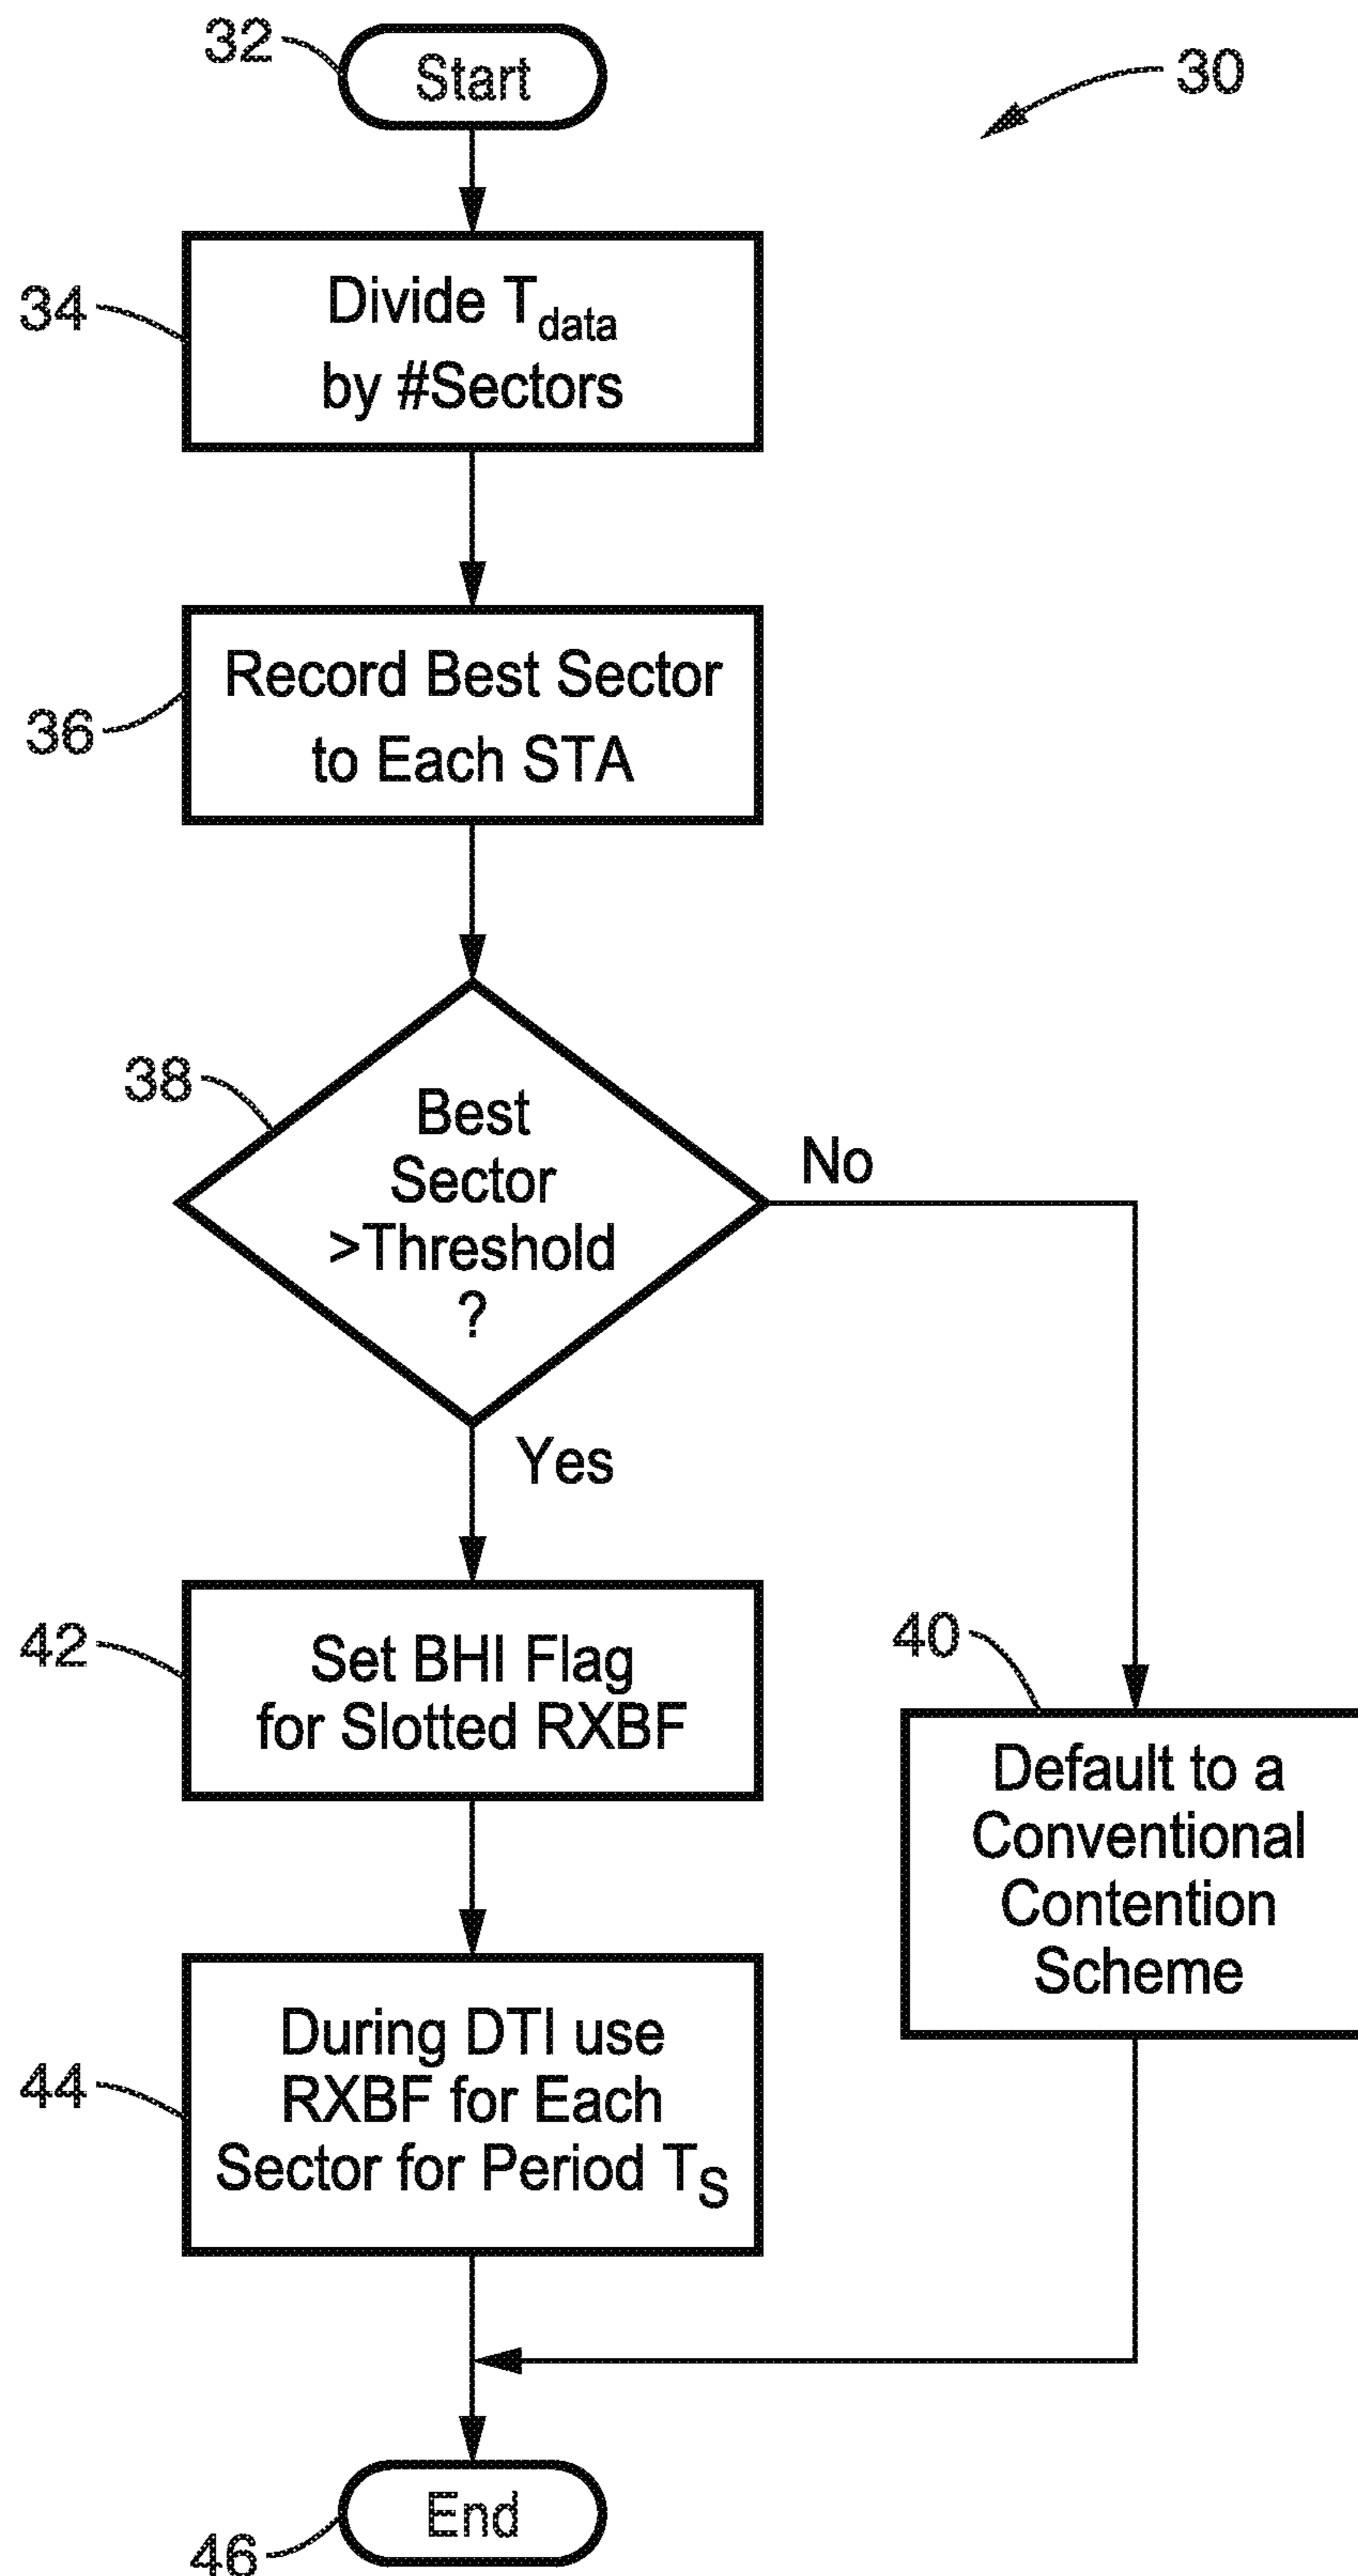 32
Start
30
34
Divide Tdata
by #Sectors
36
Record Best Sector
to Each STA
38
Best
Sector
>Threshold
?
No
Yes
42
Set BHI Flag
for Slotted RXBF
40
Default to a
Conventional
Contention
Scheme
44
During DTI use
RXBF for Each
Sector for Period TS
End
46